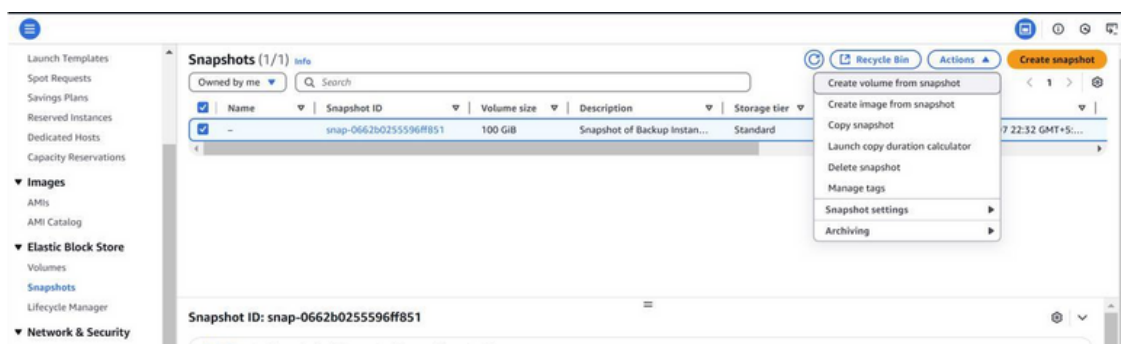 Launch Templates
Spot Requests
Savings Plans
Reserved Instances
Dedicated Hosts
Capacity Reservations
Images
AMIs
AMI Catalog
Elastic Block Store
Volumes
Snapshots
Lifecycle Manager
Network & Security
Snapshots (1/1) Info
Recycle Bin
Actions
Create snapshot
Owned by me
Search
1
Name
Snapshot ID
Volume size
Description
Storage tier
–
snap-0662b0255596ff851
100 GiB
Snapshot of Backup Instan...
Standard
7 22:32 GMT+5:...
Create volume from snapshot
Create image from snapshot
Copy snapshot
Launch copy duration calculator
Delete snapshot
Manage tags
Snapshot settings
Archiving
Snapshot ID: snap-0662b0255596ff851